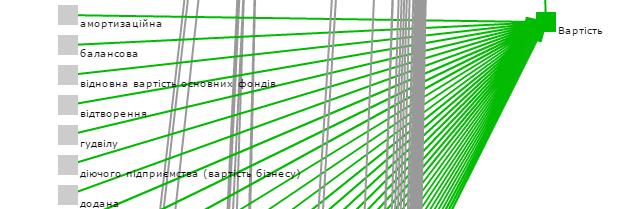 амортизаційна
Вартість
балансова
відновна вартість основних фондів
відтворення
гудвілу
діючого підприємства (вартість бізнесу)
додана